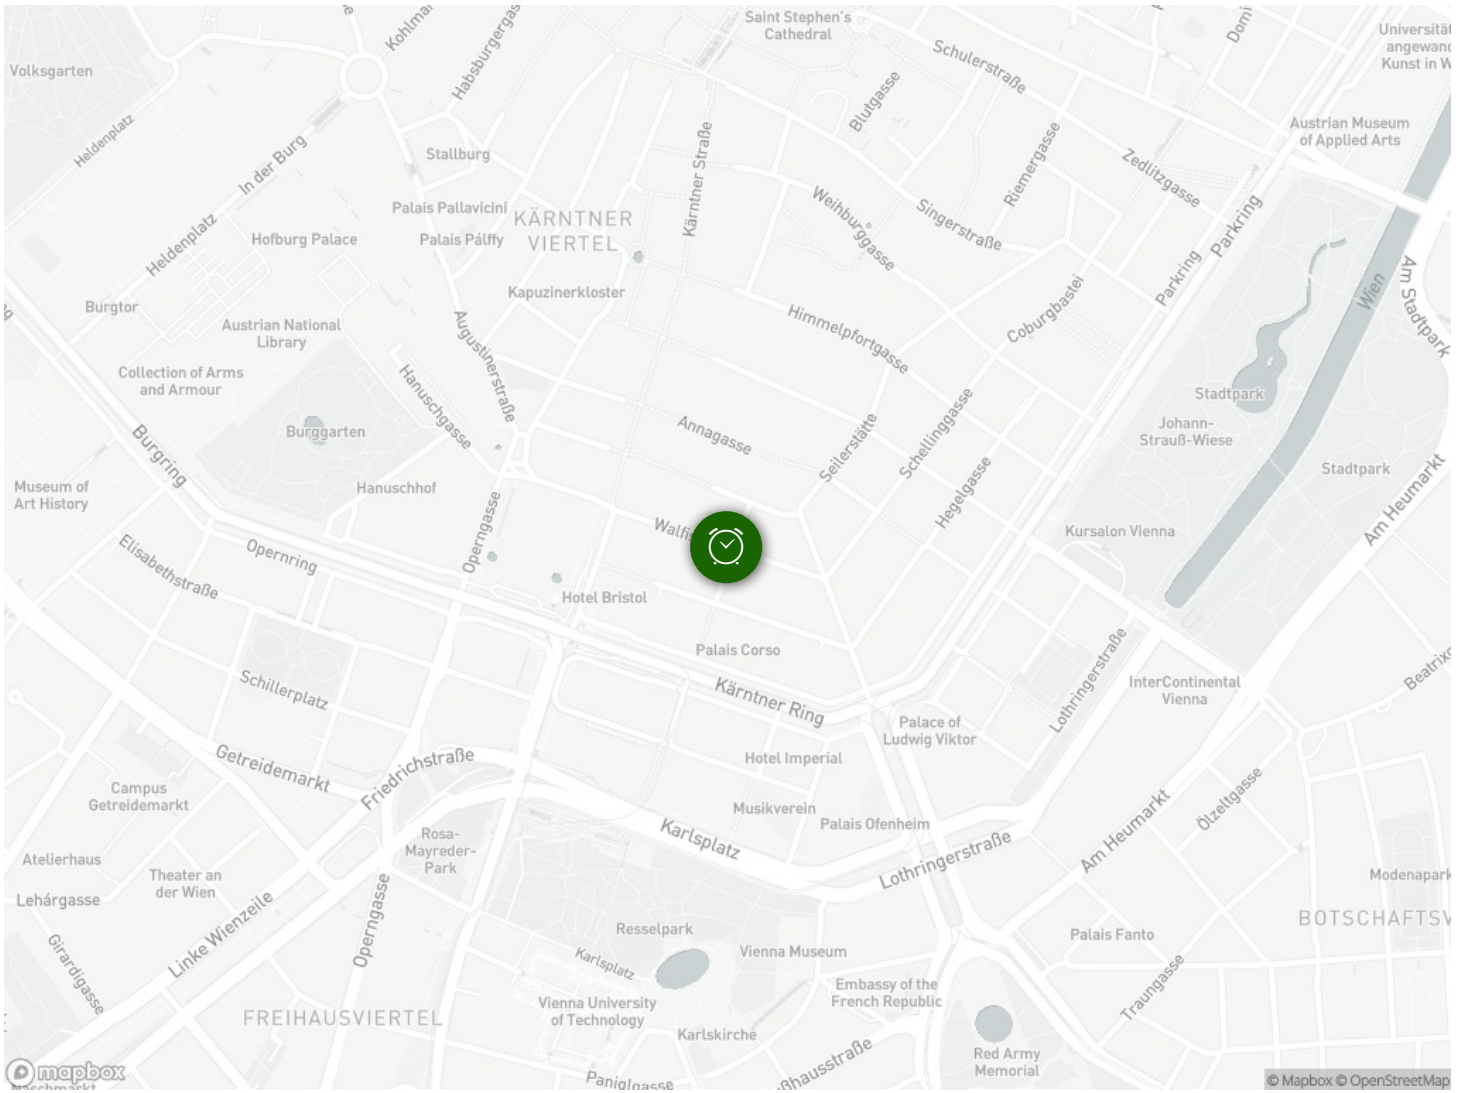 Saint Stephen's
Cathedral
Universität
angewand
Kunst in W
Volksgarten
Habsburgergas
Schulerstraße
Blutgasse
Austrian Museum
of Applied Arts
Heldenplatz
In der Burg
Stallburg
Kärntner Straße
Riemergasse
Zedlitzgasse
Palais Pallavicini
KÄRNTNER
VIERTEL
Weihburggasse
Singerstraße
Parkring
Heldenplatz
Hofburg Palace
Palais Pálffy
Parkring
Wien
Am Stadtpark
Burgtor
Kapuzinerkloster
Himmelpfortgasse
Coburgbastei
Austrian National
Library
Augustinerstraße
Collection of Arms
and Armour
Hanuschgasse
Stadtpark
Burggarten
Annagasse
Seilerstätte
Schellinggasse
Johann-
Strauß-Wiese
Burgring
Stadtpark
Museum of
Art History
Hanuschhof
Hegelgasse
Am Heumarkt
Operngasse
Walfis
Kursalon Vienna
Opernring
Elisabethstraße
Hotel Bristol
Palais Corso
Lothringerstraße
Schillerplatz
Kärntner Ring
InterContinental
Vienna
Beatrixg
Palace of
Ludwig Viktor
Getreidemarkt
Friedrichstraße
Hotel Imperial
Campus
Getreidemarkt
Musikverein
Palais Ofenheim
Ölzeltgasse
Rosa-
Mayreder-
Park
Karlsplatz
Lothringerstraße
Am Heumarkt
Atelierhaus
Theater an
der Wien
Modenapark
Lehárgasse
Operngasse
Linke Wienzeile
Resselpark
BOTSCHAFTSV
Girardigasse
Karlsplatz
Vienna Museum
Palais Fanto
Embassy of the
French Republic
Traungasse
Vienna University
of Technology
FREIHAUSVIERTEL
Karlskirche
Red Army
Memorial
ßhausstraße
mapbox
Paniglgasse
© Mapbox © OpenStreetMap